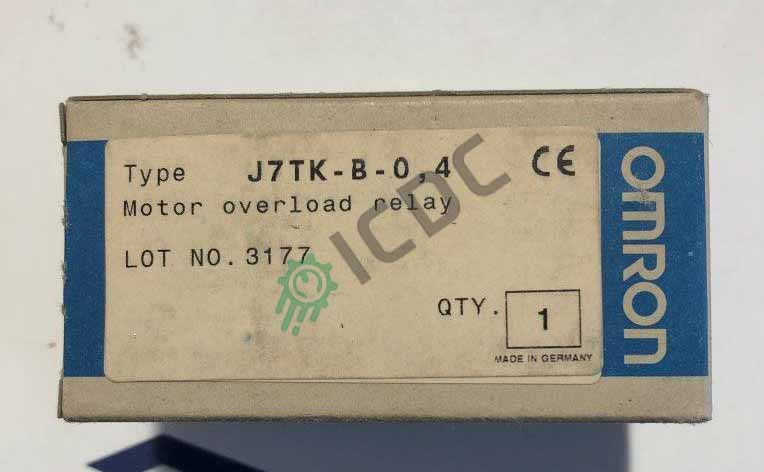 Type J7TK-B-0,4 CE
Motor overload relay
LOT NO. 3177
QTY. 1
MADE IN GERMANY
OMRON
ICDC